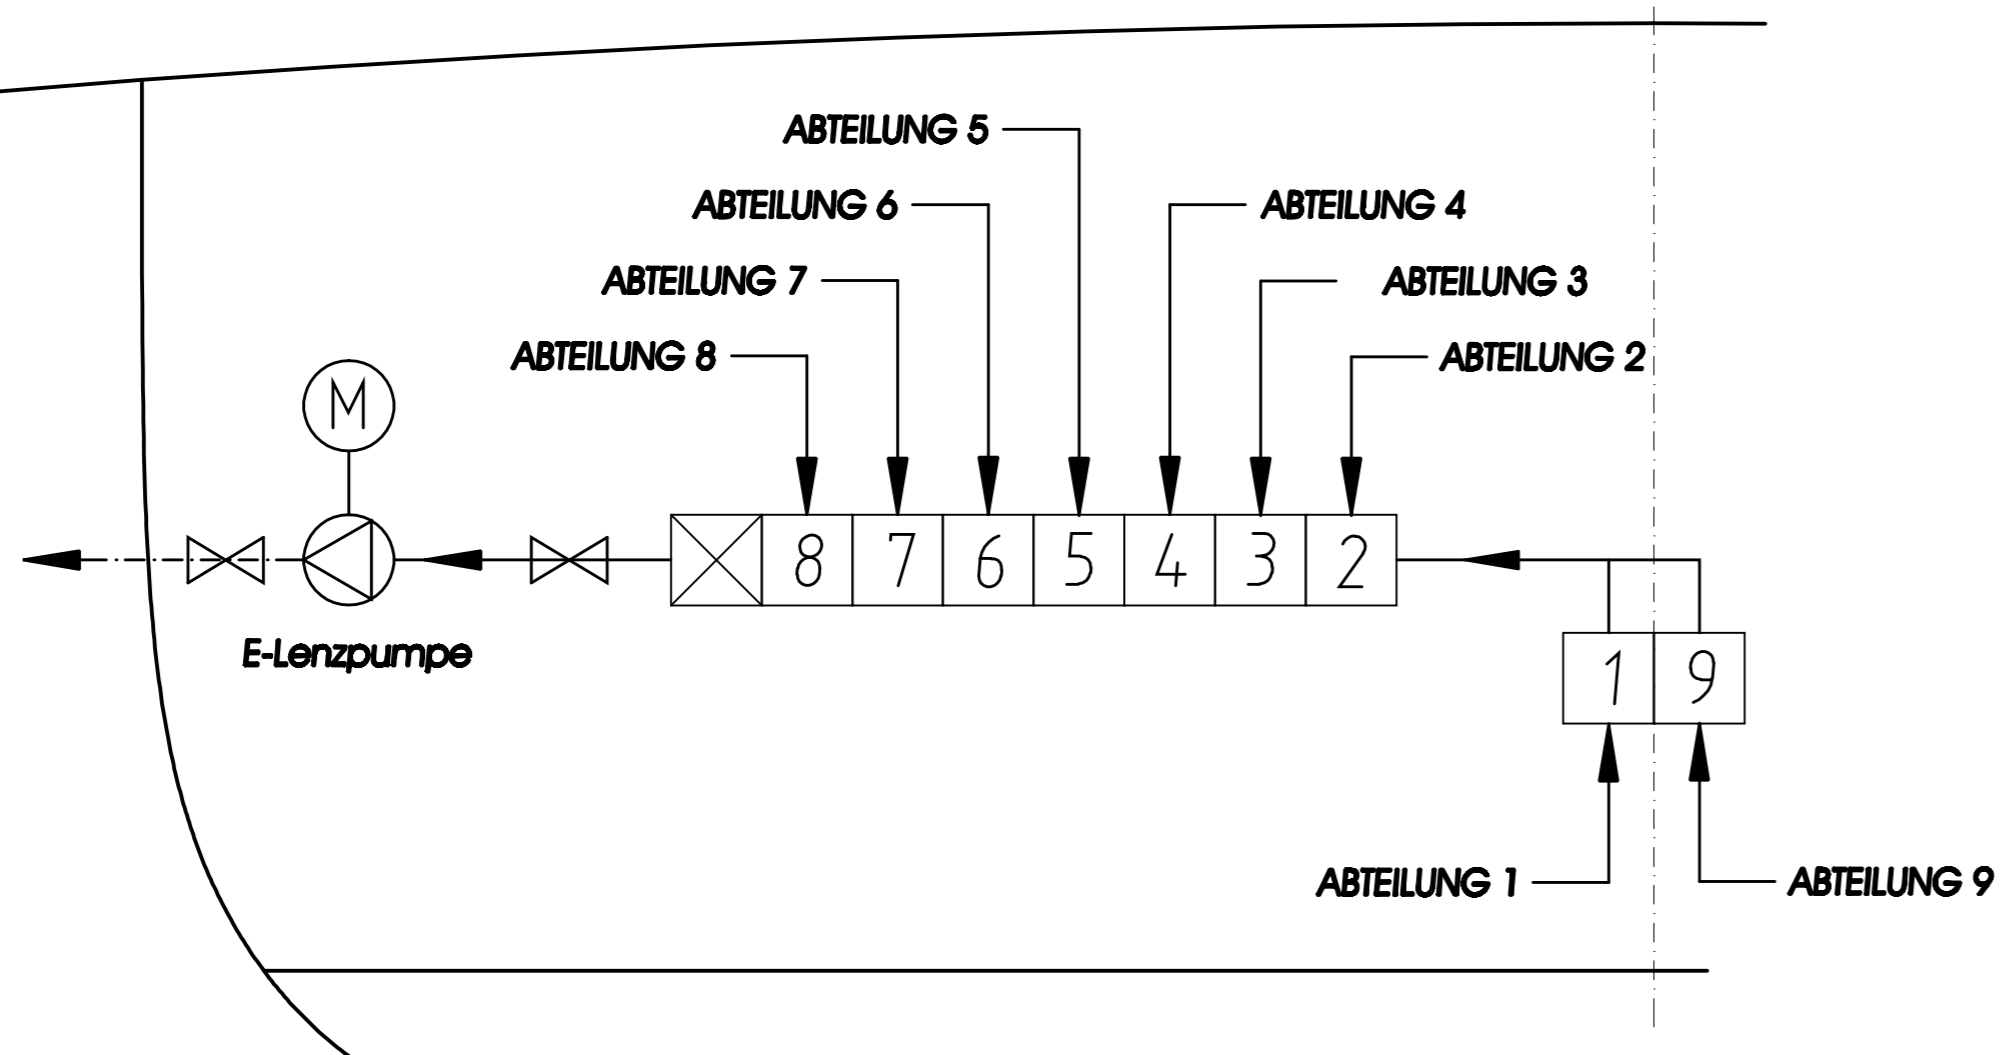 ABTEILUNG 5
ABTEILUNG 6
ABTEILUNG 4
ABTEILUNG 7
ABTEILUNG 3
ABTEILUNG 8
ABTEILUNG 2
M
8 7 6 5 4 3 2
E-Lenzpumpe
1 9
ABTEILUNG 1
ABTEILUNG 9